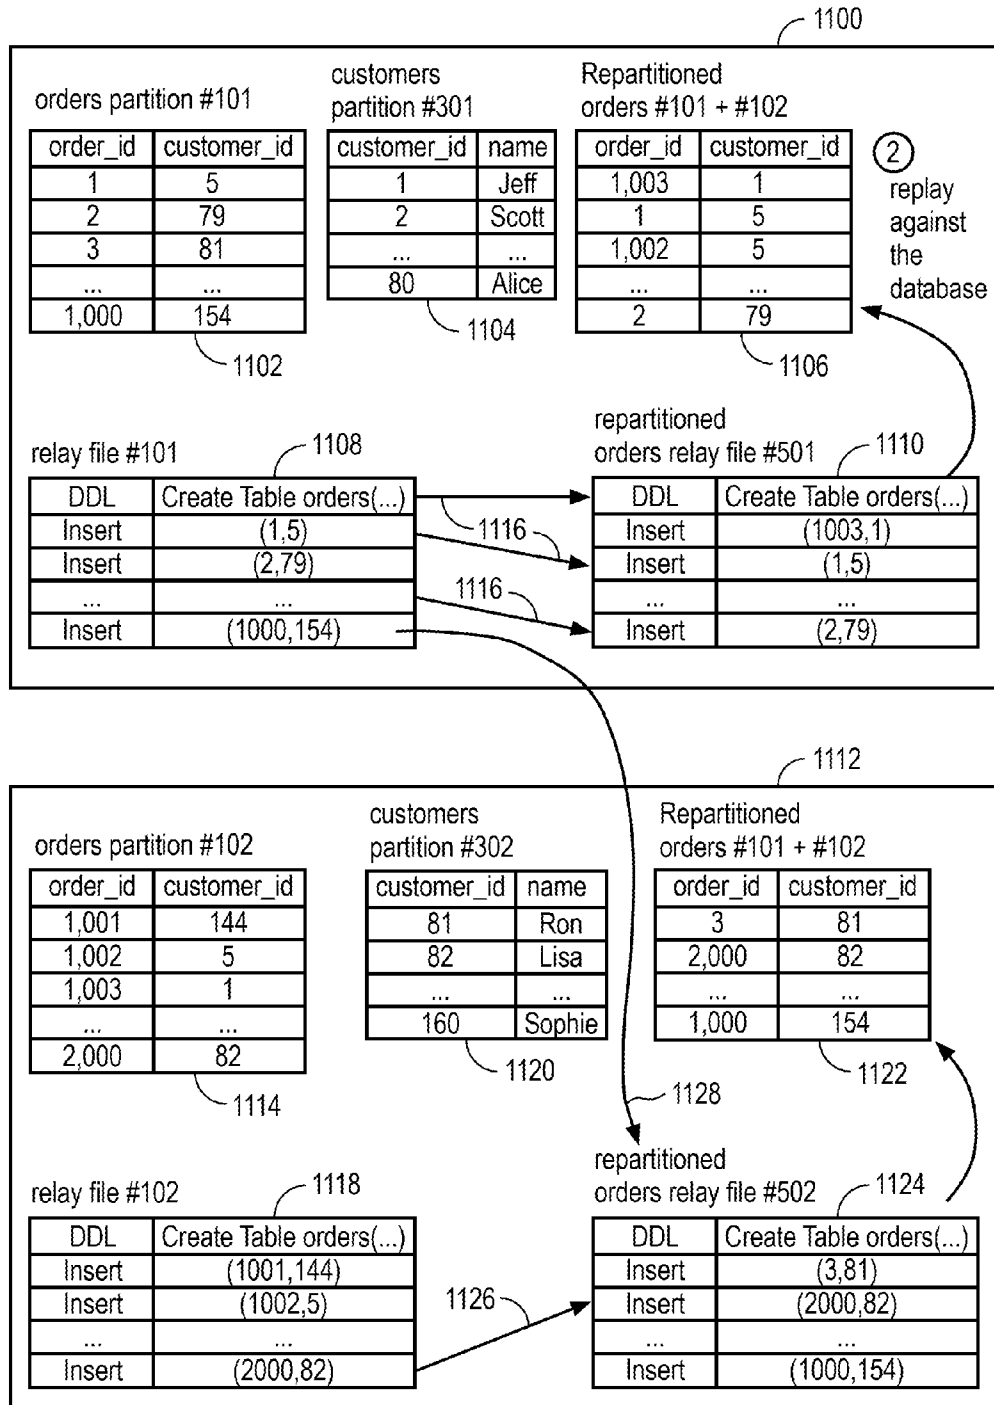 1100
orders partition #101
order_id customer_id
1 5
2 79
3 81
... ...
1,000 154
1102
customers
partition #301
customer_id name
1 Jeff
2 Scott
... ...
80 Alice
1104
Repartitioned
orders #101 + #102
order_id customer_id
1,003 1
1 5
1,002 5
... ...
2 79
1106
2
replay
against
the
database
relay file #101
1108
DDL Create Table orders(...)
Insert (1,5)
Insert (2,79)
... ...
Insert (1000,154)
1116
1116
repartitioned
orders relay file #501
1110
DDL Create Table orders(...)
Insert (1003,1)
Insert (1,5)
... ...
Insert (2,79)
1112
orders partition #102
order_id customer_id
1,001 144
1,002 5
1,003 1
... ...
2,000 82
1114
customers
partition #302
customer_id name
81 Ron
82 Lisa
... ...
160 Sophie
1120
Repartitioned
orders #101 + #102
order_id customer_id
3 81
2,000 82
... ...
1,000 154
1122
1128
relay file #102
1118
DDL Create Table orders(...)
Insert (1001,144)
Insert (1002,5)
... ...
Insert (2000,82)
1126
repartitioned
orders relay file #502
1124
DDL Create Table orders(...)
Insert (3,81)
Insert (2000,82)
... ...
Insert (1000,154)